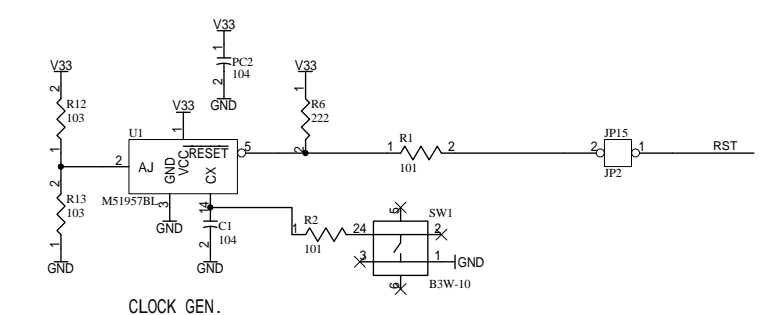 V33
1
PC2
104
2
GND
V33
2
R12
103
1
V33
1
R6
222
2
V33
1
U1
2
AJ
GND
VCC
RESET
CX
5
M51957BL
3
GND
14
C1
104
2
GND
2
R13
103
1
GND
1
R1
2
101
JP15
2
1
JP2
RST
1
R2
24
101
5
SW1
2
3
1
GND
6
B3W-10
CLOCK GEN.